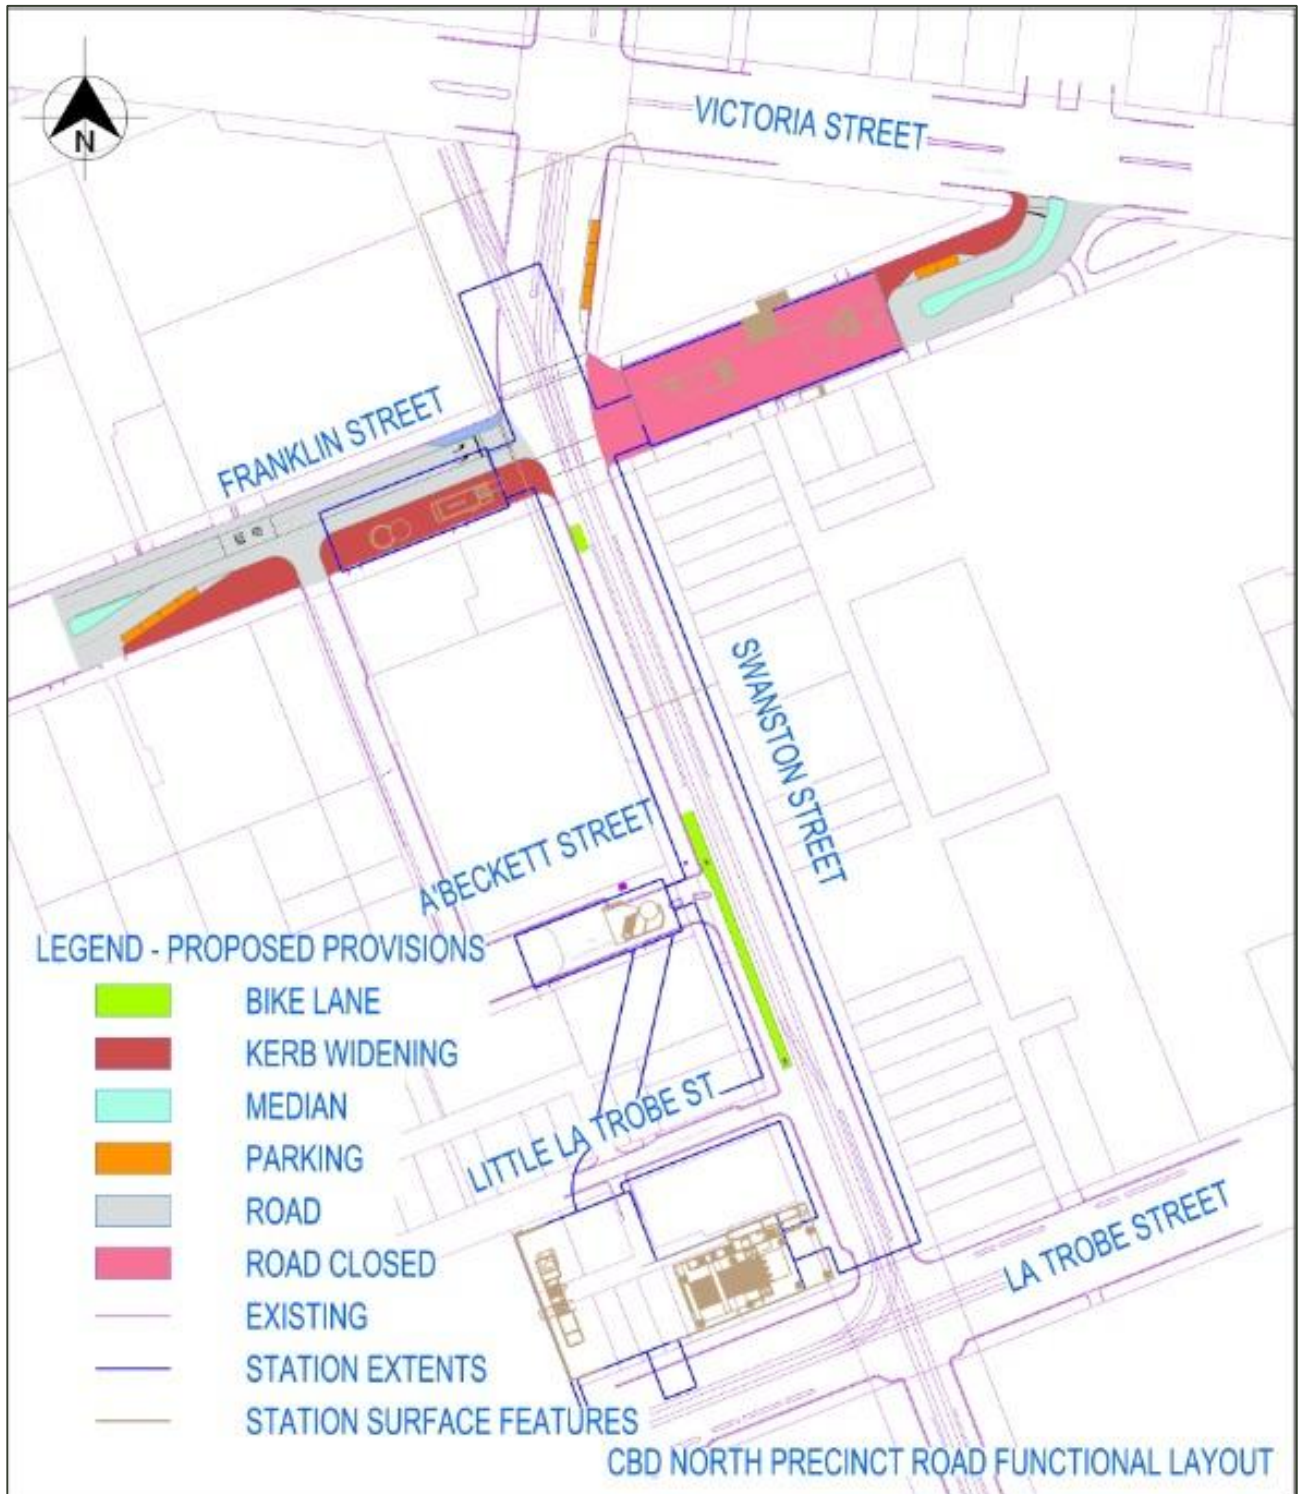 VICTORIA STREET
N
FRANKLIN STREET
SWANSTON STREET
A'BECKETT STREET
LEGEND - PROPOSED PROVISIONS
BIKE LANE
KERB WIDENING
MEDIAN
PARKING
ROAD
ROAD CLOSED
EXISTING
STATION EXTENTS
STATION SURFACE FEATURES
LITTLE LA TROBE ST
LA TROBE STREET
CBD NORTH PRECINCT ROAD FUNCTIONAL LAYOUT